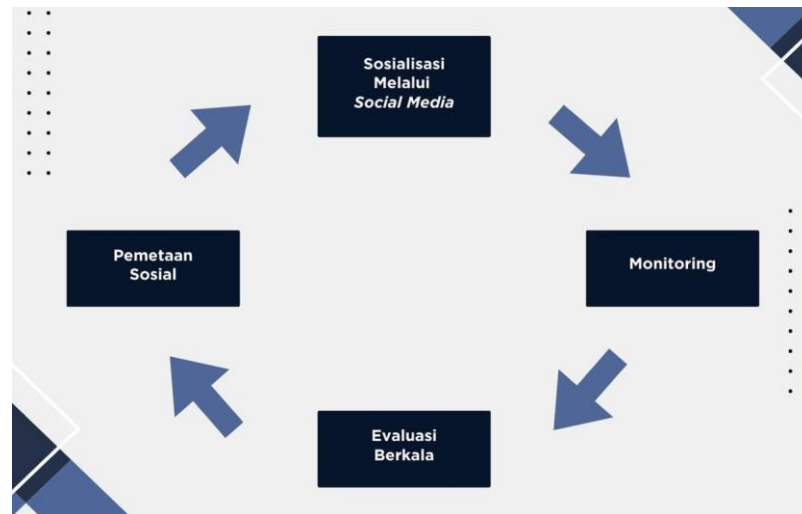 Sosialisasi
Melalui
Social Media
Pemetaan
Sosial
Monitoring
Evaluasi
Berkala